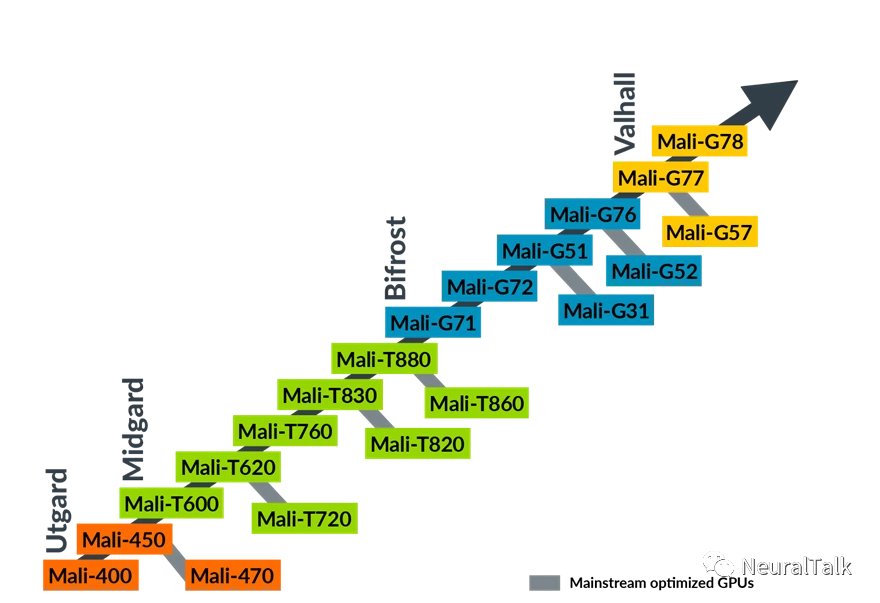 Valhall
Mali-G78
Mali-G77
Mali-G76
Mali-G57
Bifrost
Mali-G51
Mali-G52
Mali-G72
Mali-G31
Mali-G71
Mali-T880
Midgard
Mali-T830
Mali-T860
Mali-T760
Mali-T820
Utgard
Mali-T620
Mali-T600
Mali-T720
Mali-450
Mali-400
Mali-470
Mainstream optimized GPUs
NeuralTalk